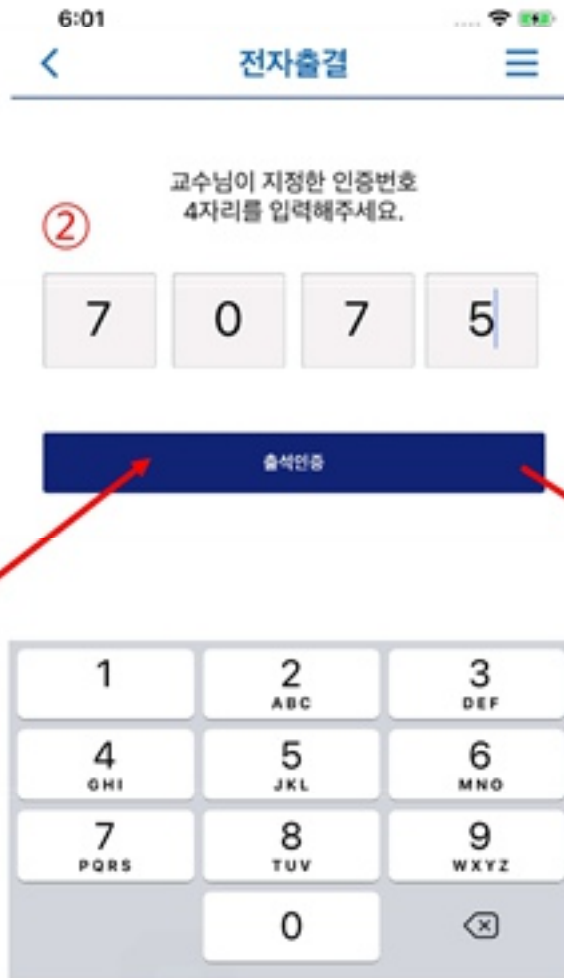 6:01
전자출결
교수님이 지정한 인증번호
4자리를 입력해주세요.
②
7 0 7 5
출석인증
1 2 3
ABC DEF
4 5 6
GHI JKL MNO
7 8 9
PQRS TUV WXYZ
0